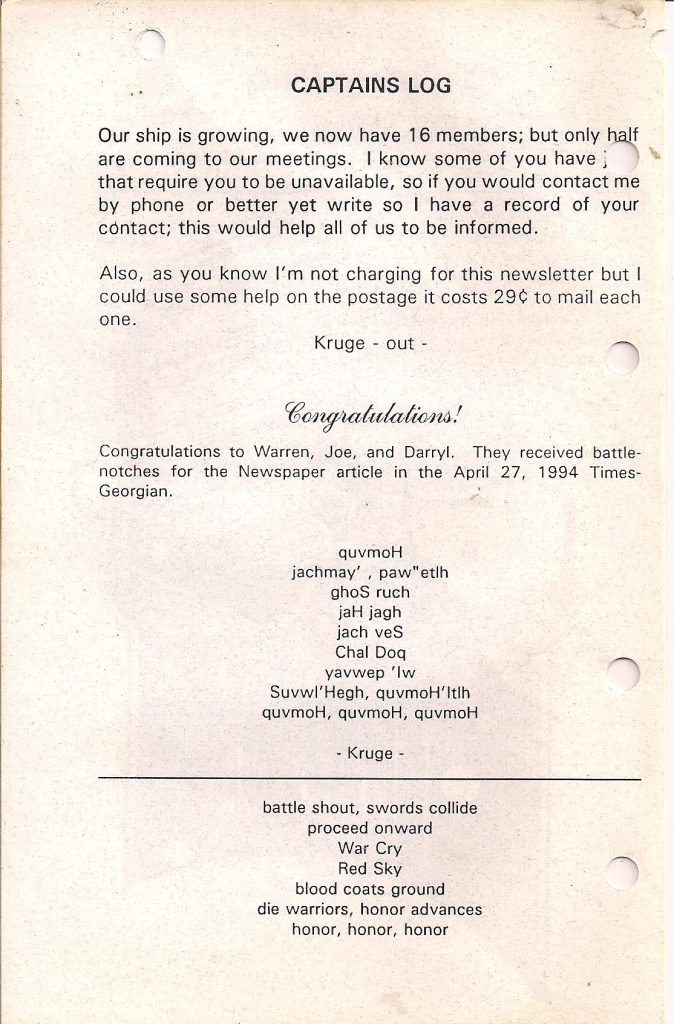 CAPTAINS LOG
Our ship is growing, we now have 16 members; but only half
are coming to our meetings. I know some of you have
that require you to be unavailable, so if you would contact me
by phone or better yet write so I have a record of your
contact; this would help all of us to be informed.
Also, as you know I'm not charging for this newsletter but I
could use some help on the postage it costs 29¢ to mail each
one.
Kruge - out -
Congratulations!
Congratulations to Warren, Joe, and Darryl. They received battle-
notches for the Newspaper article in the April 27, 1994 Times-
Georgian.
quvmoH
jachmay' , paw"etlh
ghoS ruch
jaH jagh
jach veS
Chal Doq
yavwep 'Iw
SuvwI'Hegh, quvmoH'Itlh
quvmoH, quvmoH, quvmoH
- Kruge -
battle shout, swords collide
proceed onward
War Cry
Red Sky
blood coats ground
die warriors, honor advances
honor, honor, honor